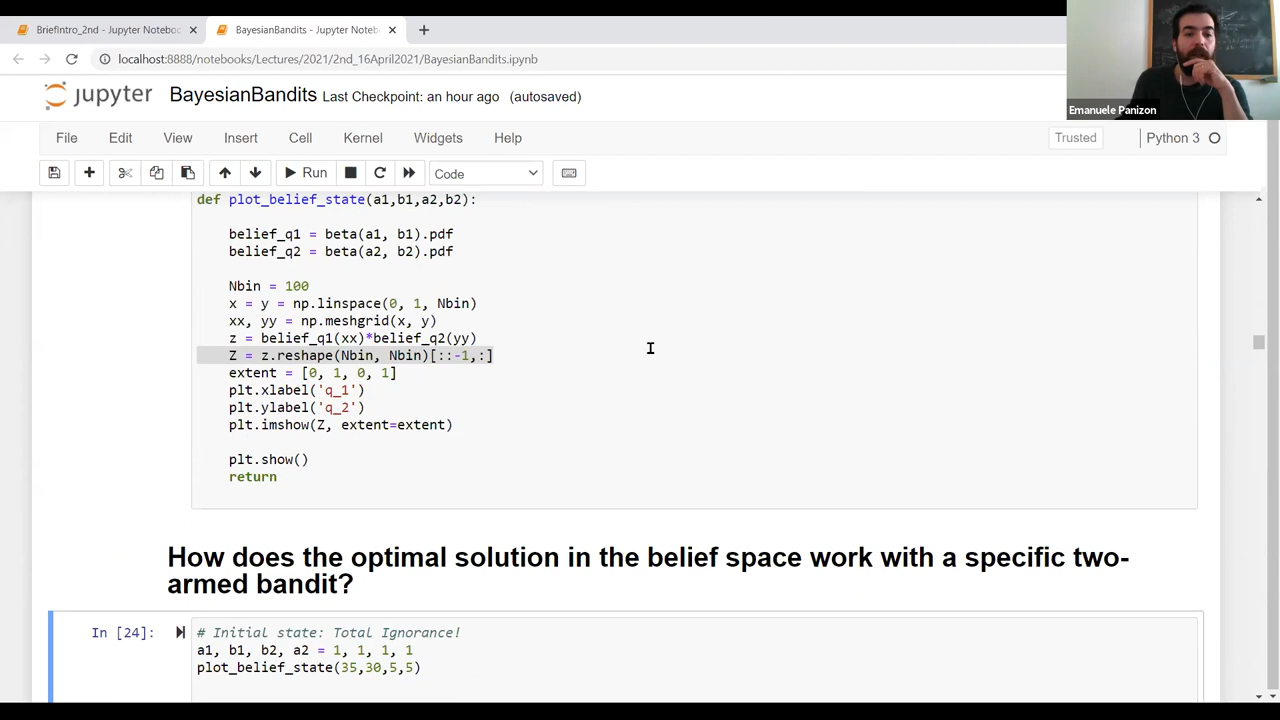 BriefIntro_2nd - Jupyter Notebo
BayesianBandits - Jupyter Noteb
localhost:8888/notebooks/Lectures/2021/2nd_16April2021/BayesianBandits.ipynb
Emanuele Panizon
jupyter BayesianBandits Last Checkpoint: an hour ago (autosaved)
File Edit View Insert Cell Kernel Widgets Help Trusted Python 3
Run Code
def plot_belief_state(a1,b1,a2,b2):
belief_q1 = beta(a1, b1).pdf
belief_q2 = beta(a2, b2).pdf
Nbin = 100
x = y = np.linspace(0, 1, Nbin)
xx, yy = np.meshgrid(x, y)
z = belief_q1(xx)*belief_q2(yy)
Z = z.reshape(Nbin, Nbin)[::-1,:]
extent = [0, 1, 0, 1]
plt.xlabel('q_1')
plt.ylabel('q_2')
plt.imshow(Z, extent=extent)
plt.show()
return
How does the optimal solution in the belief space work with a specific two-
armed bandit?
In [24]: # Initial state: Total Ignorance!
a1, b1, b2, a2 = 1, 1, 1, 1
plot_belief_state(35,30,5,5)